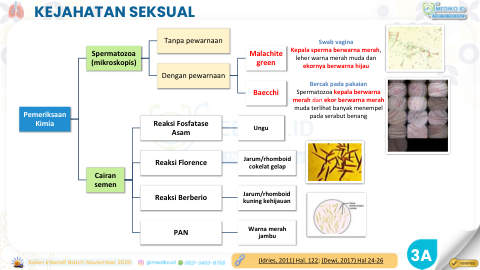 KEJAHATAN SEKSUAL
Pemeriksaan
Kimia
Spermatozoa
(mikroskopis)
Tanpa pewarnaan
Dengan pewarnaan
Malachite
green
Baecchi
Swab vagina
Kepala sperma berwarna merah,
leher warna merah muda dan
ekornya berwarna hijau
Bercak pada pakaian
Spermatozoa kepala berwarna
merah dan ekor berwarna merah
muda terlihat banyak menempel
pada serabut benang
Cairan
semen
Reaksi Fosfatase
Asam
Ungu
Reaksi Florence
Jarum/rhomboid
cokelat gelap
Reaksi Berberio
Jarum/rhomboid
kuning kehijauan
PAN
Warna merah
jambu
(Idries, 2011) Hal. 122; (Dewi, 2017) Hal 24-26
3A